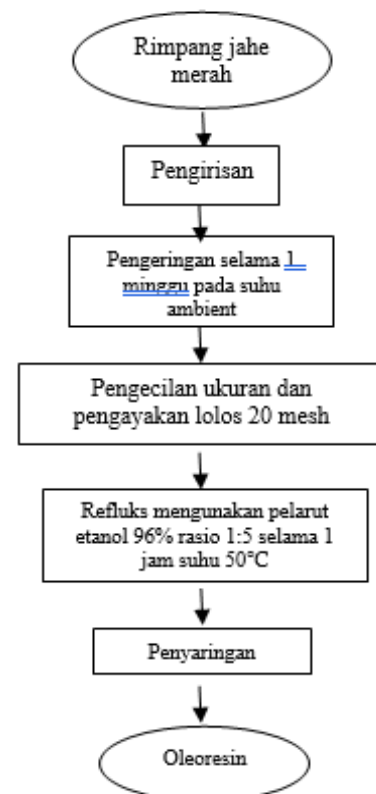 Rimpang jahe
merah
Pengirisan
Pengeringan selama 1
minggu pada suhu
ambient
Pengecilan ukuran dan
pengayakan lolos 20 mesh
Refluks mengunakan pelarut
etanol 96% rasio 1:5 selama 1
jam suhu 50°C
Penyaringan
Oleoresin